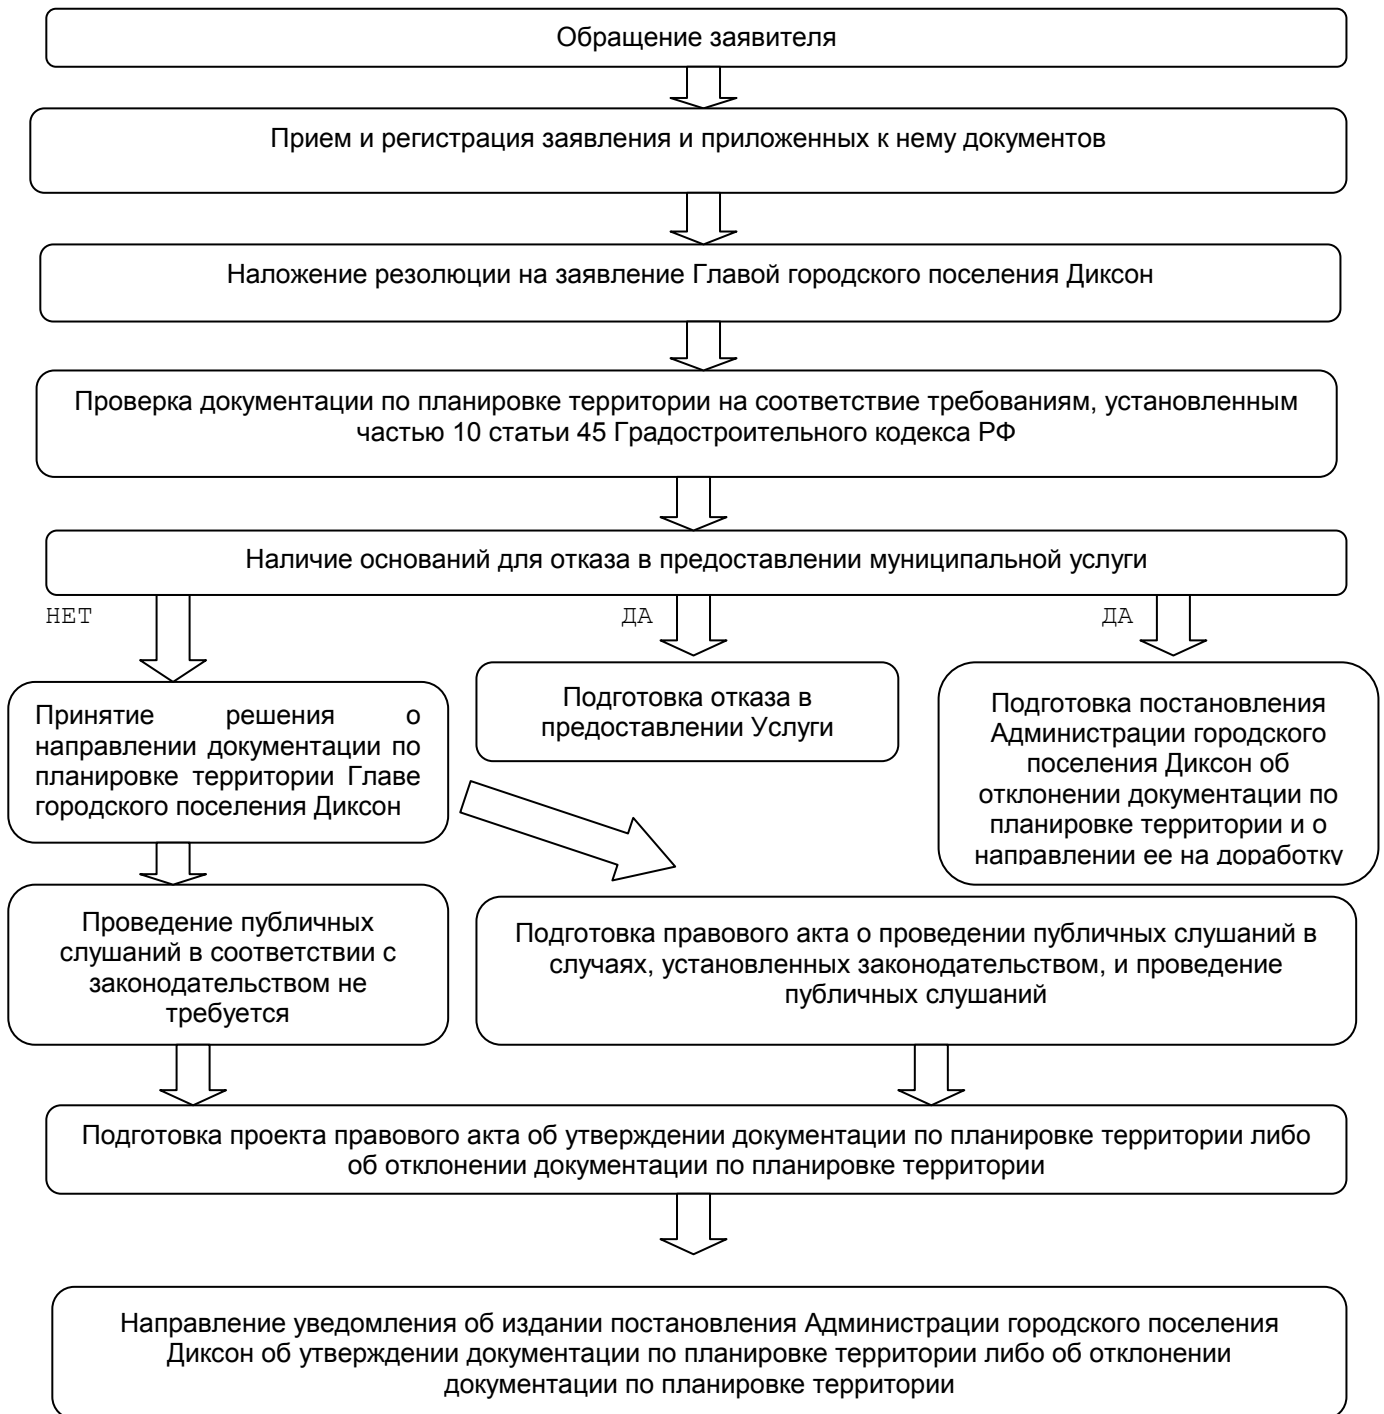 Обращение заявителя
Прием и регистрация заявления и приложенных к нему документов
Наложение резолюции на заявление Главой городского поселения Диксон
Проверка документации по планировке территории на соответствие требованиям, установленным
частью 10 статьи 45 Градостроительного кодекса РФ
Наличие оснований для отказа в предоставлении муниципальной услуги
НЕТ
ДА
ДА
Принятие решения о
направлении документации по
планировке территории Главе
городского поселения Диксон
Подготовка отказа в
предоставлении Услуги
Подготовка постановления
Администрации городского
поселения Диксон об
отклонении документации по
планировке территории и о
направлении ее на доработку
Проведение публичных
слушаний в соответствии с
законодательством не
требуется
Подготовка правового акта о проведении публичных слушаний в
случаях, установленных законодательством, и проведение
публичных слушаний
Подготовка проекта правового акта об утверждении документации по планировке территории либо
об отклонении документации по планировке территории
Направление уведомления об издании постановления Администрации городского поселения
Диксон об утверждении документации по планировке территории либо об отклонении
документации по планировке территории